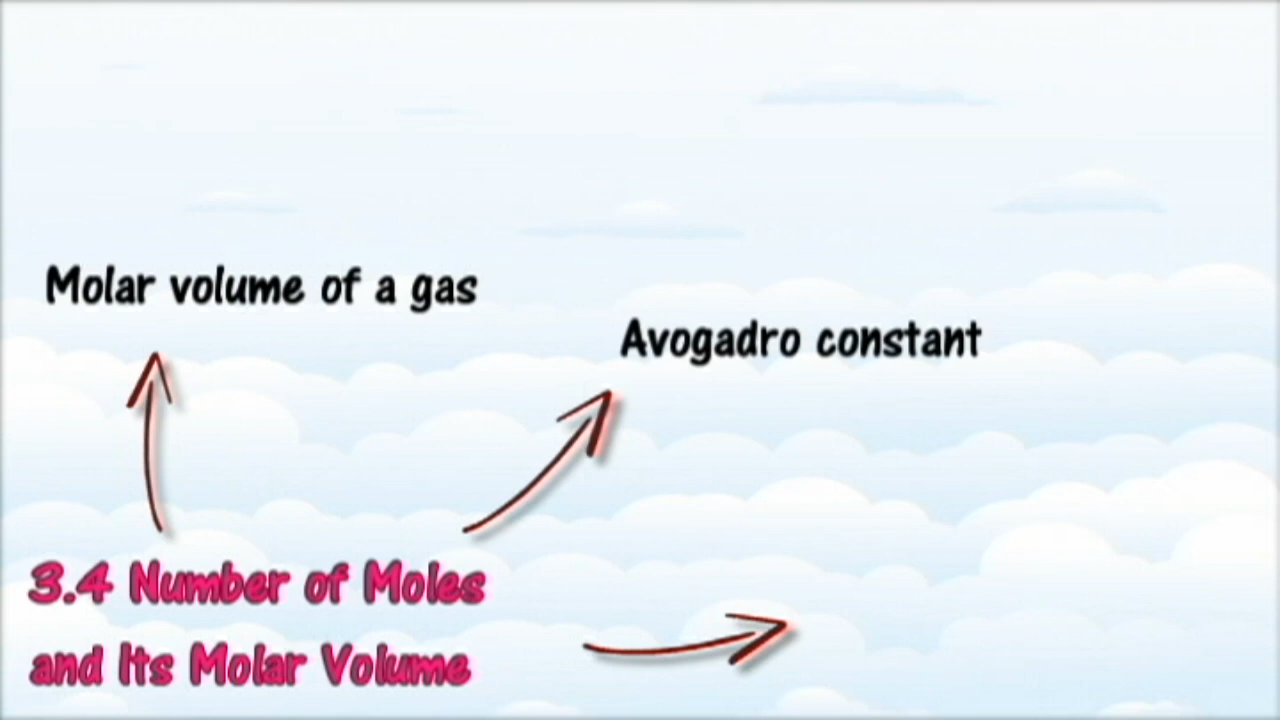 Molar volume of a gas
Avogadro constant
3.4 Number of Moles
and Its Molar Volume